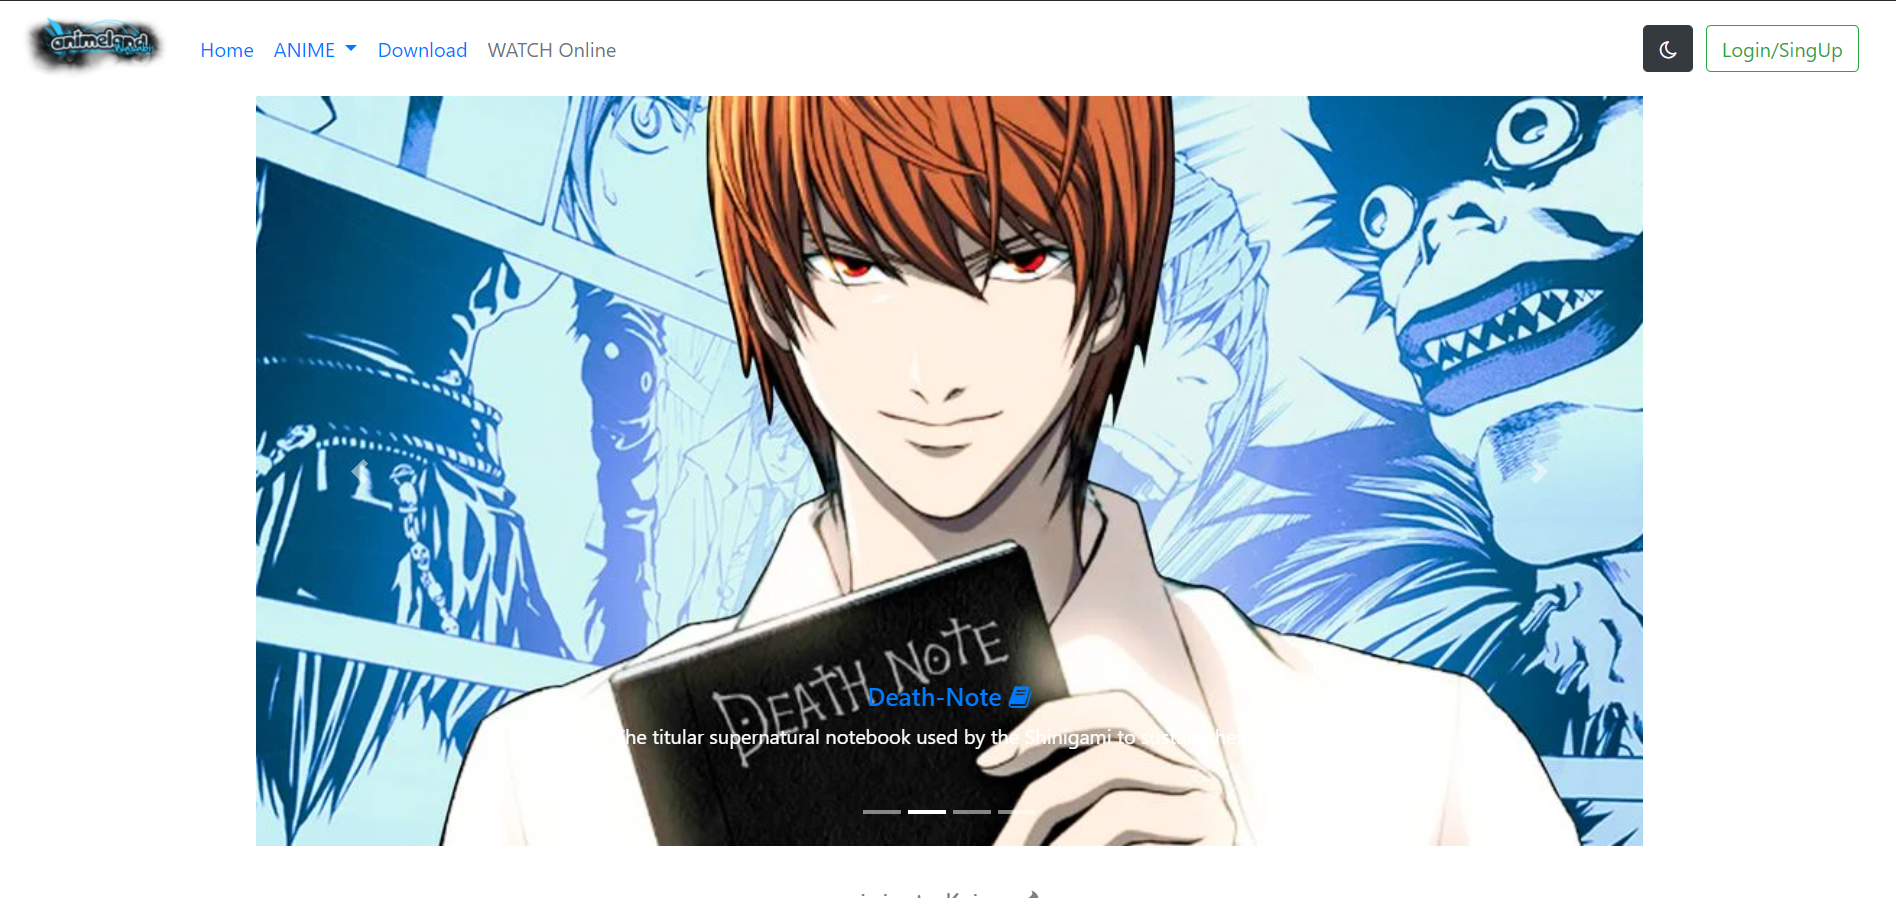 animeland
Home ANIME Download WATCH Online
Login/SingUp
DEATH NOTE
Death-Note
he titular supernatural notebook used by the Shinigami to